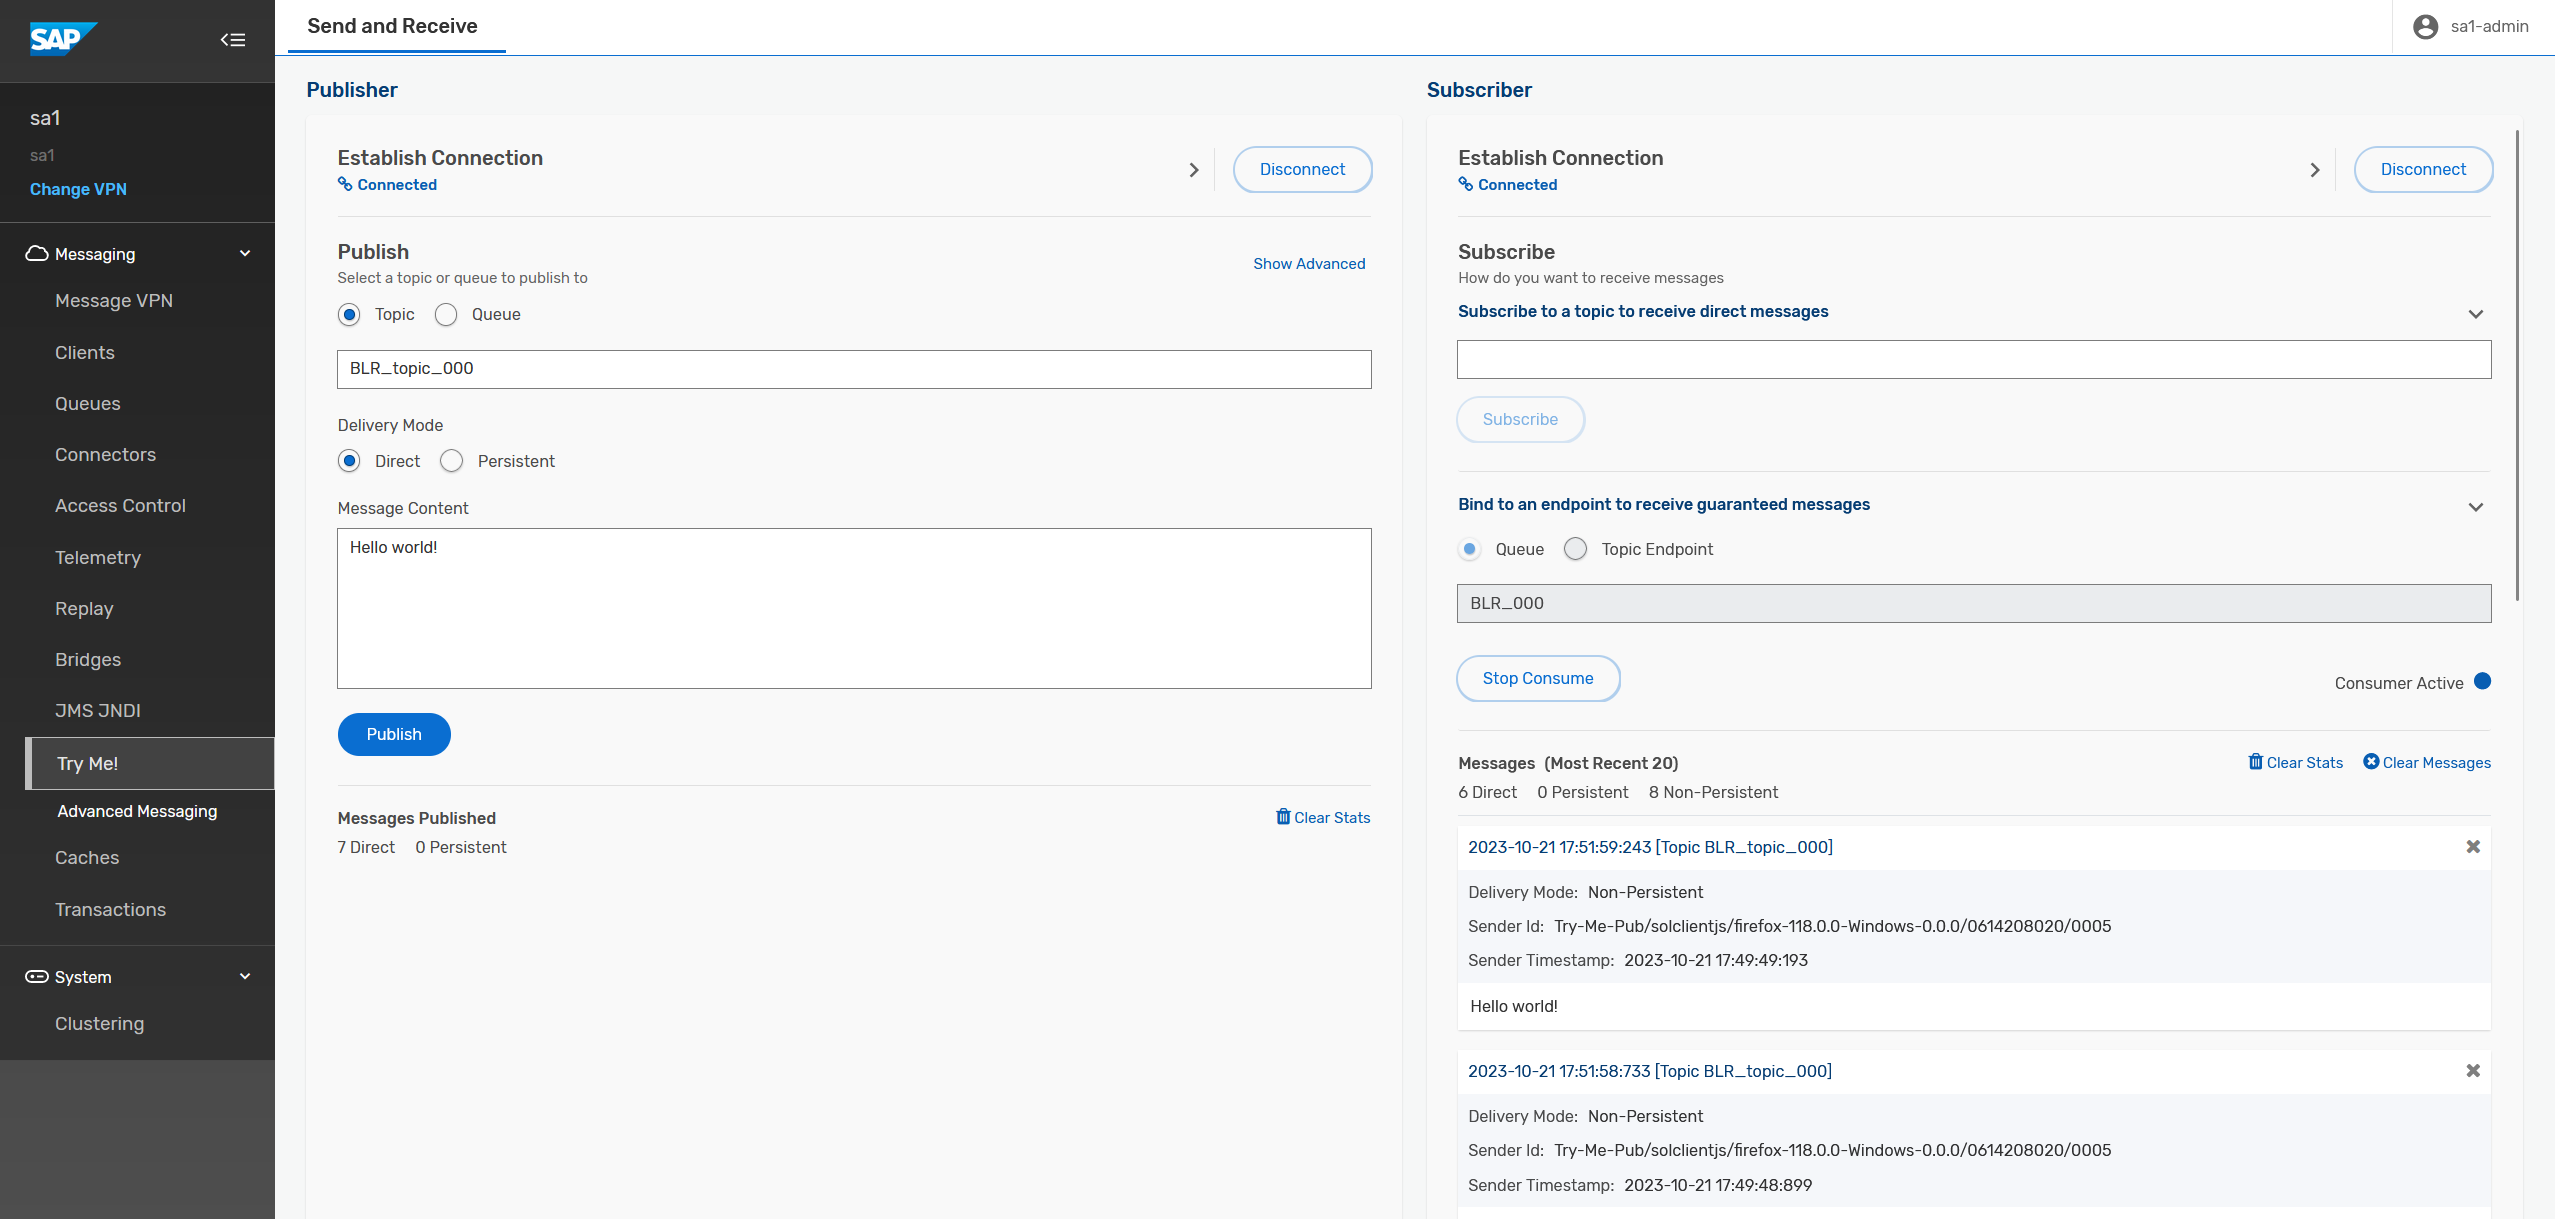 SAP
sa1
sa1
Change VPN
Messaging
Message VPN
Clients
Queues
Connectors
Access Control
Telemetry
Replay
Bridges
JMS JNDI
Try Me!
Advanced Messaging
Caches
Transactions
System
Clustering
Send and Receive
sa1-admin
Publisher
Establish Connection
Connected
Disconnect
Publish
Select a topic or queue to publish to
Show Advanced
Topic Queue
BLR_topic_000
Delivery Mode
Direct Persistent
Message Content
Hello world!
Publish
Messages Published
Clear Stats
7 Direct 0 Persistent
Subscriber
Establish Connection
Connected
Disconnect
Subscribe
How do you want to receive messages
Subscribe to a topic to receive direct messages
Subscribe
Bind to an endpoint to receive guaranteed messages
Queue Topic Endpoint
BLR_000
Stop Consume
Consumer Active
Messages (Most Recent 20)
Clear Stats Clear Messages
6 Direct 0 Persistent 8 Non-Persistent
2023-10-21 17:51:59:243 [Topic BLR_topic_000]
Delivery Mode: Non-Persistent
Sender Id: Try-Me-Pub/solclientjs/firefox-118.0.0-Windows-0.0.0/0614208020/0005
Sender Timestamp: 2023-10-21 17:49:49:193
Hello world!
2023-10-21 17:51:58:733 [Topic BLR_topic_000]
Delivery Mode: Non-Persistent
Sender Id: Try-Me-Pub/solclientjs/firefox-118.0.0-Windows-0.0.0/0614208020/0005
Sender Timestamp: 2023-10-21 17:49:48:899